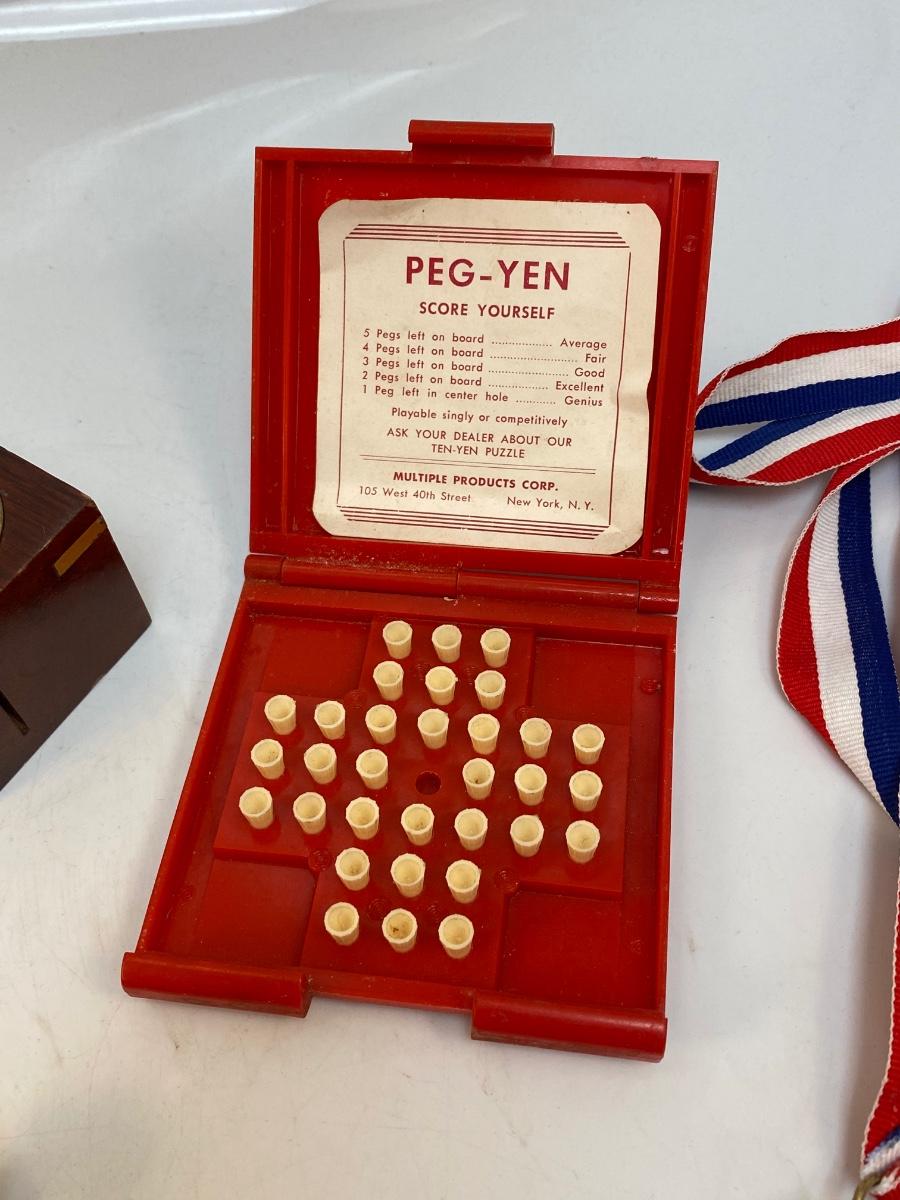 PEG-YEN
SCORE YOURSELF
5 Pegs left on board .................. Average
4 Pegs left on board .......................... Fair
3 Pegs left on board ........................ Good
2 Pegs left on board .................. Excellent
1 Peg left in center hole ............ Genius
Playable singly or competitively
ASK YOUR DEALER ABOUT OUR
TEN-YEN PUZZLE
MULTIPLE PRODUCTS CORP.
105 West 40th Street New York, N. Y.